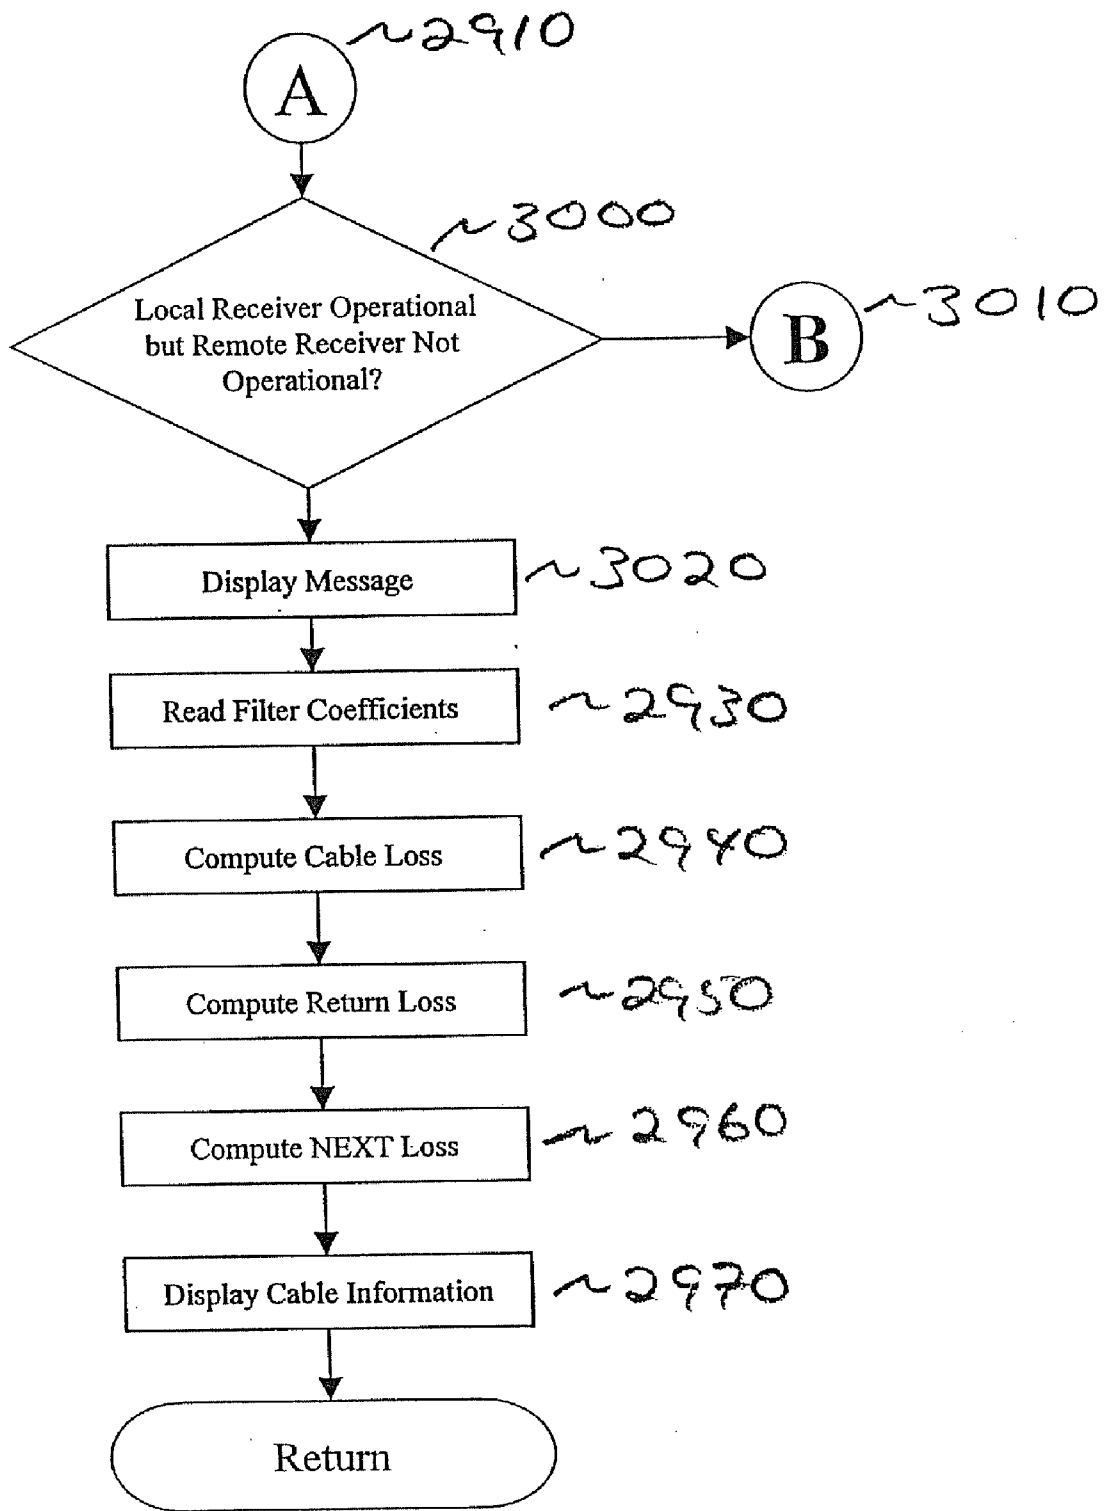 ~2910
A
~3000
Local Receiver Operational
but Remote Receiver Not
Operational?
B
~3010
Display Message
~3020
Read Filter Coefficients
~2930
Compute Cable Loss
~2940
Compute Return Loss
~2950
Compute NEXT Loss
~2960
Display Cable Information
~2970
Return